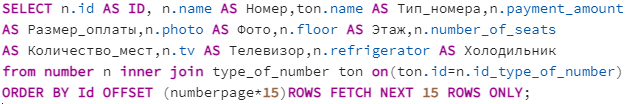 SELECT n.id AS ID, n.name AS Номер,ton.name AS Тип_номера,n.payment_amount
AS Размер_оплаты,n.photo AS Фото,n.floor AS Этаж,n.number_of_seats
AS Количество_мест,n.tv AS Телевизор,n.refrigerator AS Холодильник
from number n inner join type_of_number ton on(ton.id=n.id_type_of_number)
ORDER BY Id OFFSET (numberpage*15)ROWS FETCH NEXT 15 ROWS ONLY;